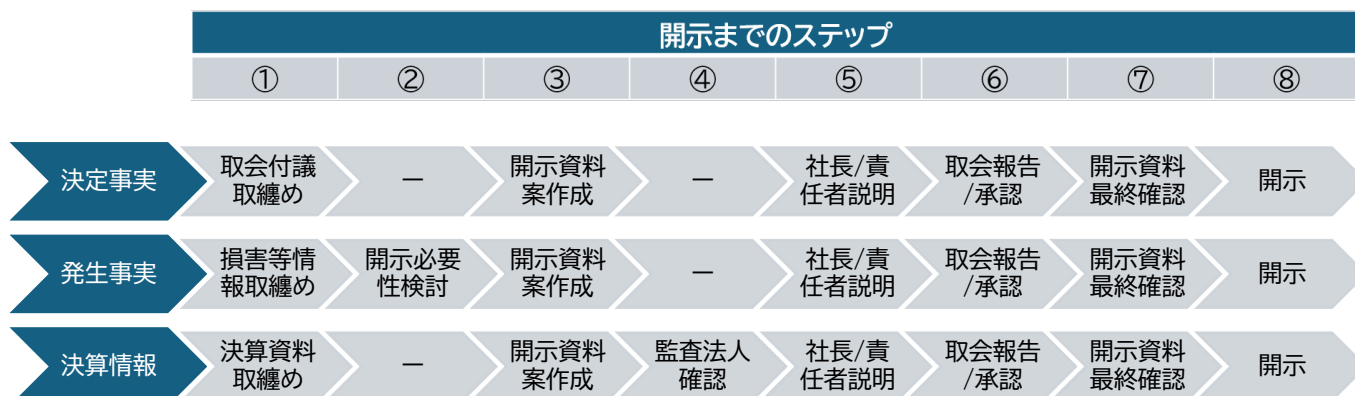 開示までのステップ
① ② ③ ④ ⑤ ⑥ ⑦ ⑧
決定事実
取会付議
取纏め
－
開示資料
案作成
－
社長/責
任者説明
取会報告
/承認
開示資料
最終確認
開示
発生事実
損害等情
報取纏め
開示必要
性検討
開示資料
案作成
－
社長/責
任者説明
取会報告
/承認
開示資料
最終確認
開示
決算情報
決算資料
取纏め
－
開示資料
案作成
監査法人
確認
社長/責
任者説明
取会報告
/承認
開示資料
最終確認
開示